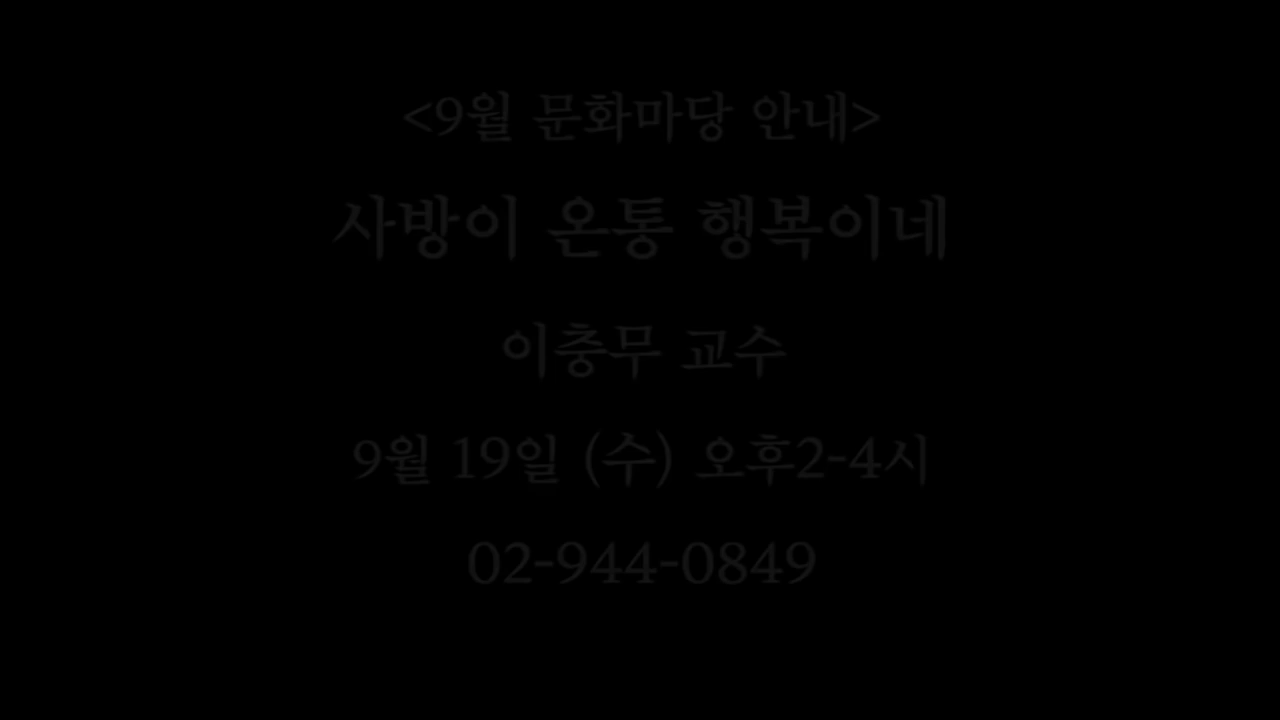 <9월 문화마당 안내>
사방이 온통 행복이네
이충무 교수
9월 19일 (수) 오후2-4시
02-944-0849